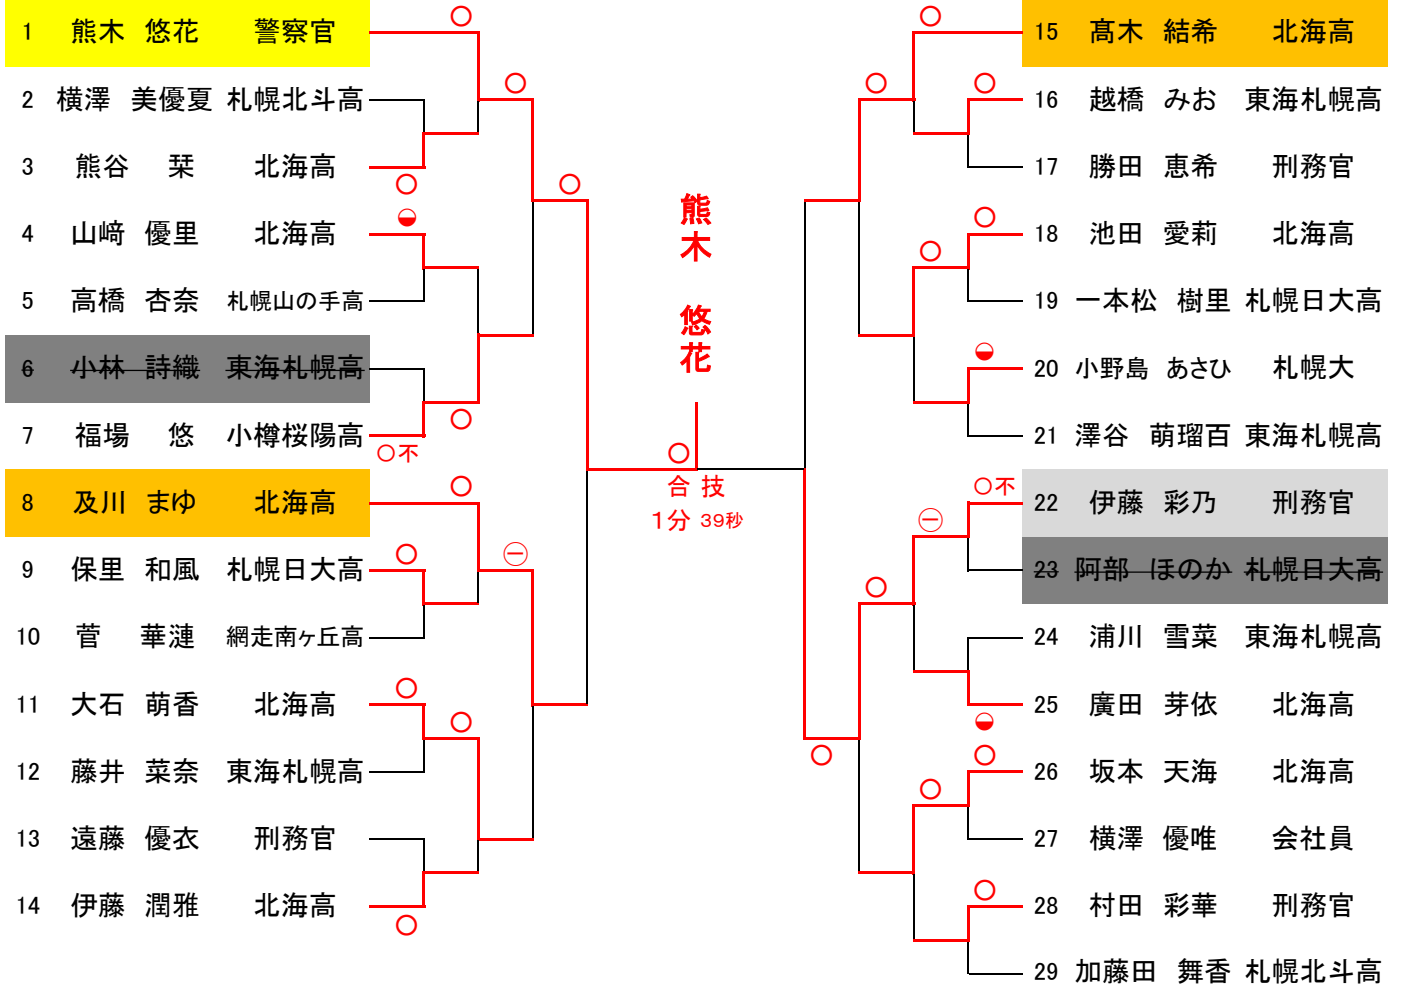 1 熊木 悠花 警察官
2 横澤 美優夏 札幌北斗高
3 熊谷 栞 北海高
4 山﨑 優里 北海高
5 高橋 杏奈 札幌山の手高
6 小林 詩織 東海札幌高
7 福場 悠 小樽桜陽高
〇不
8 及川 まゆ 北海高
9 保里 和風 札幌日大高
10 菅 華漣 網走南ヶ丘高
11 大石 萌香 北海高
12 藤井 菜奈 東海札幌高
13 遠藤 優衣 刑務官
14 伊藤 潤雅 北海高
熊木 悠花
合技
1分 39秒
15 髙木 結希 北海高
16 越橋 みお 東海札幌高
17 勝田 恵希 刑務官
18 池田 愛莉 北海高
19 一本松 樹里 札幌日大高
20 小野島 あさひ 札幌大
21 澤谷 萌瑠百 東海札幌高
〇不
22 伊藤 彩乃 刑務官
23 阿部 ほのか 札幌日大高
24 浦川 雪菜 東海札幌高
25 廣田 芽依 北海高
26 坂本 天海 北海高
27 横澤 優唯 会社員
28 村田 彩華 刑務官
29 加藤田 舞香 札幌北斗高